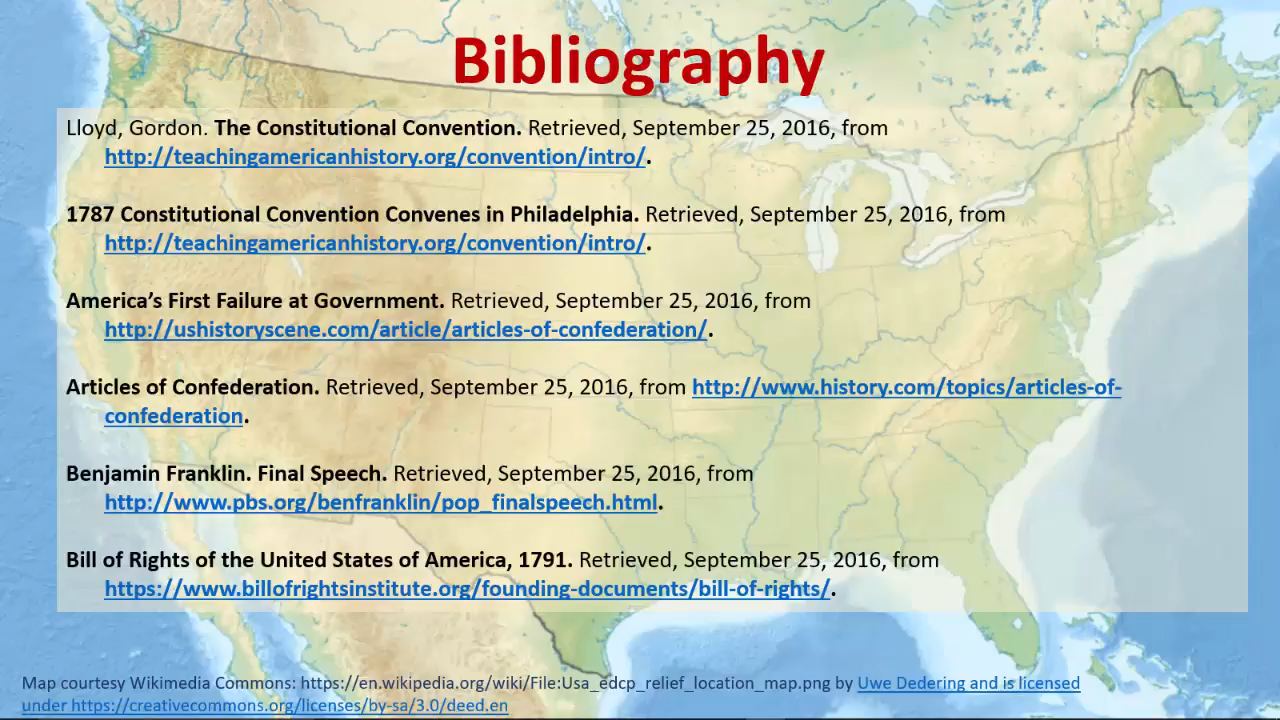 Bibliography
Lloyd, Gordon. The Constitutional Convention. Retrieved, September 25, 2016, from
http://teachingamericanhistory.org/convention/intro/.
1787 Constitutional Convention Convenes in Philadelphia. Retrieved, September 25, 2016, from
http://teachingamericanhistory.org/convention/intro/.
America’s First Failure at Government. Retrieved, September 25, 2016, from
http://ushistoryscene.com/article/articles-of-confederation/.
Articles of Confederation. Retrieved, September 25, 2016, from http://www.history.com/topics/articles-of-
confederation.
Benjamin Franklin. Final Speech. Retrieved, September 25, 2016, from
http://www.pbs.org/benfranklin/pop_finalspeech.html.
Bill of Rights of the United States of America, 1791. Retrieved, September 25, 2016, from
https://www.billofrightsinstitute.org/founding-documents/bill-of-rights/.
Map courtesy Wikimedia Commons: https://en.wikipedia.org/wiki/File:Usa_edcp_relief_location_map.png by Uwe Dedering and is licensed
under https://creativecommons.org/licenses/by-sa/3.0/deed.en